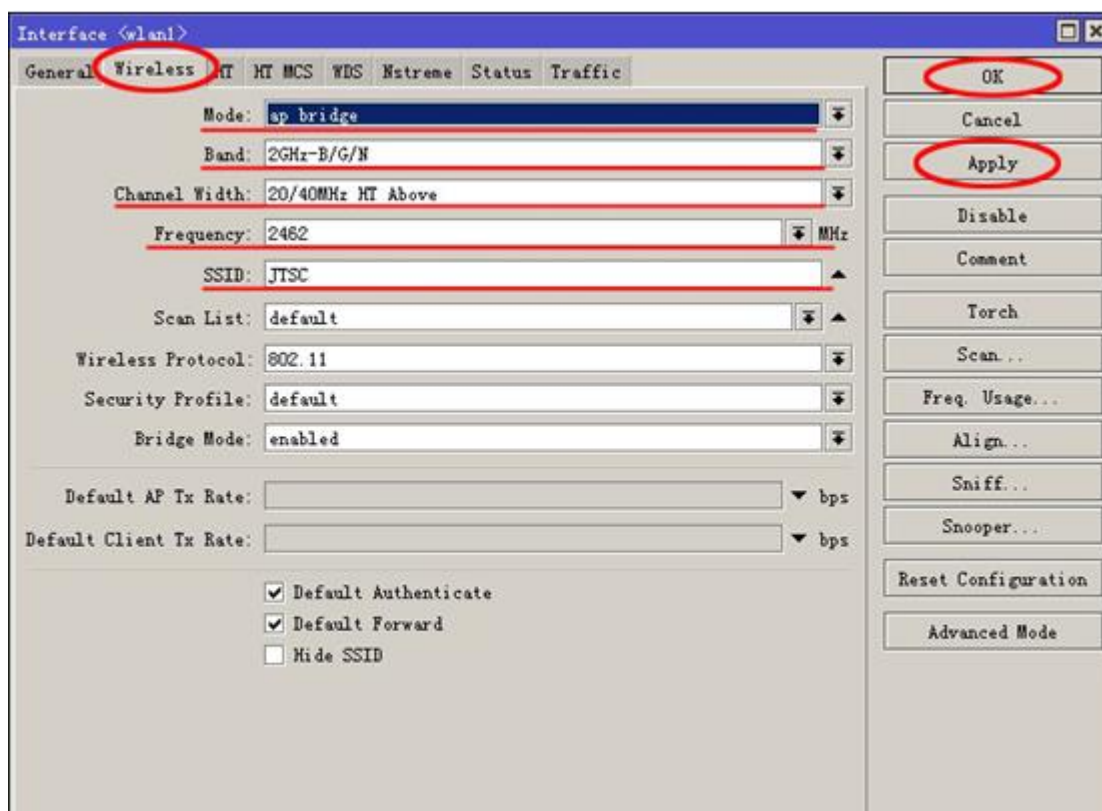 Interface <wlan1>
General Wireless HT HT MCS WDS Nstreme Status Traffic
Mode: ap bridge
Band: 2GHz-B/G/N
Channel Width: 20/40MHz HT Above
Frequency: 2462 MHz
SSID: JTSC
Scan List: default
Wireless Protocol: 802.11
Security Profile: default
Bridge Mode: enabled
Default AP Tx Rate: bps
Default Client Tx Rate: bps
Default Authenticate
Default Forward
Hide SSID
OK
Cancel
Apply
Disable
Comment
Torch
Scan...
Freq. Usage...
Align...
Sniff...
Snooper...
Reset Configuration
Advanced Mode